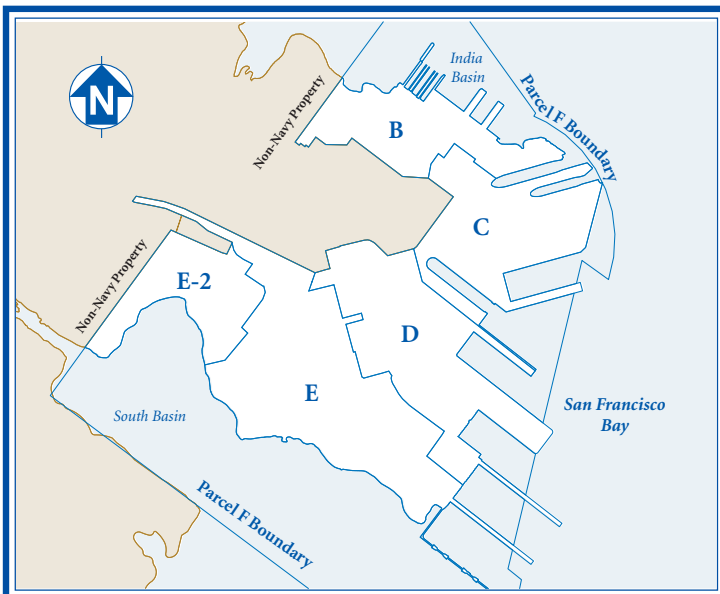 India
Basin
N
Parcel F Boundary
Non-Navy Property
B
C
E-2
Non-Navy Property
D
E
San Francisco
Bay
South Basin
Parcel F Boundary